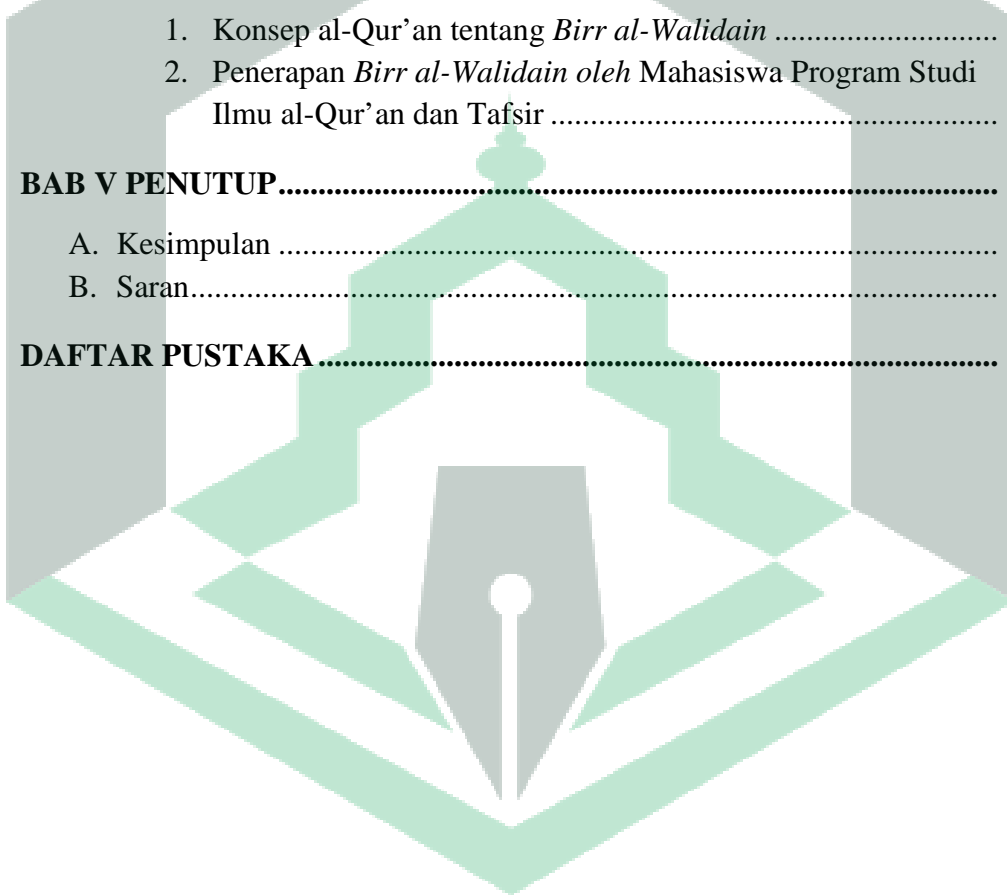 1. Konsep al-Qur’an tentang Birr al-Walidain ............................
2. Penerapan Birr al-Walidain oleh Mahasiswa Program Studi
Ilmu al-Qur’an dan Tafsir ........................................................
BAB V PENUTUP..........................................................................................
A. Kesimpulan ..........................................................................................
B. Saran.....................................................................................................
DAFTAR PUSTAKA.....................................................................................